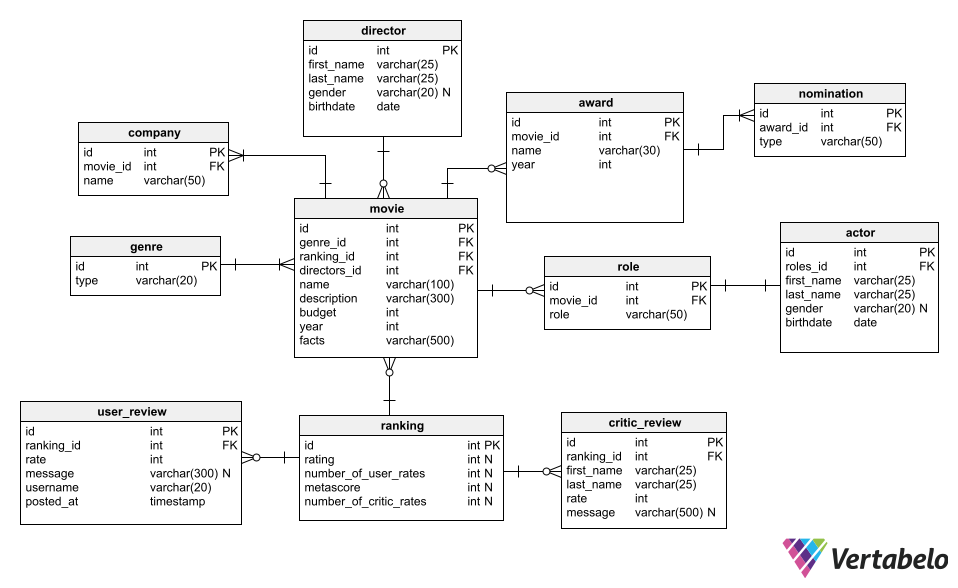 director
id int PK
first_name varchar(25)
last_name varchar(25)
gender varchar(20) N
birthdate date
company
id int PK
movie_id int FK
name varchar(50)
award
id int PK
movie_id int FK
name varchar(30)
year int
nomination
id int PK
award_id int FK
type varchar(50)
genre
id int PK
type varchar(20)
movie
id int PK
genre_id int FK
ranking_id int FK
directors_id int FK
name varchar(100)
description varchar(300)
budget int
year int
facts varchar(500)
role
id int PK
movie_id int FK
role varchar(50)
actor
id int PK
roles_id int FK
first_name varchar(25)
last_name varchar(25)
gender varchar(20) N
birthdate date
user_review
id int PK
ranking_id int FK
rate int
message varchar(300) N
username varchar(20)
posted_at timestamp
ranking
id int PK
rating int N
number_of_user_rates int N
metascore int N
number_of_critic_rates int N
critic_review
id int PK
ranking_id int FK
first_name varchar(25)
last_name varchar(25)
rate int
message varchar(500) N
Vertabelo